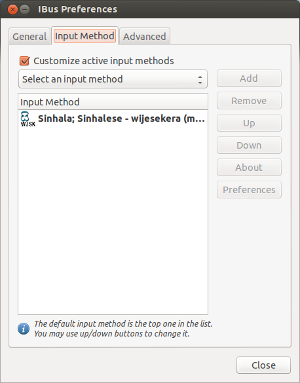 IBus Preferences
General Input Method Advanced
Customize active input methods
Select an input method Add
Input Method Remove
WJSK Sinhala; Sinhalese - wijesekera (m... Up
Down
About
Preferences
The default input method is the top one in the list.
You may use up/down buttons to change it.
Close